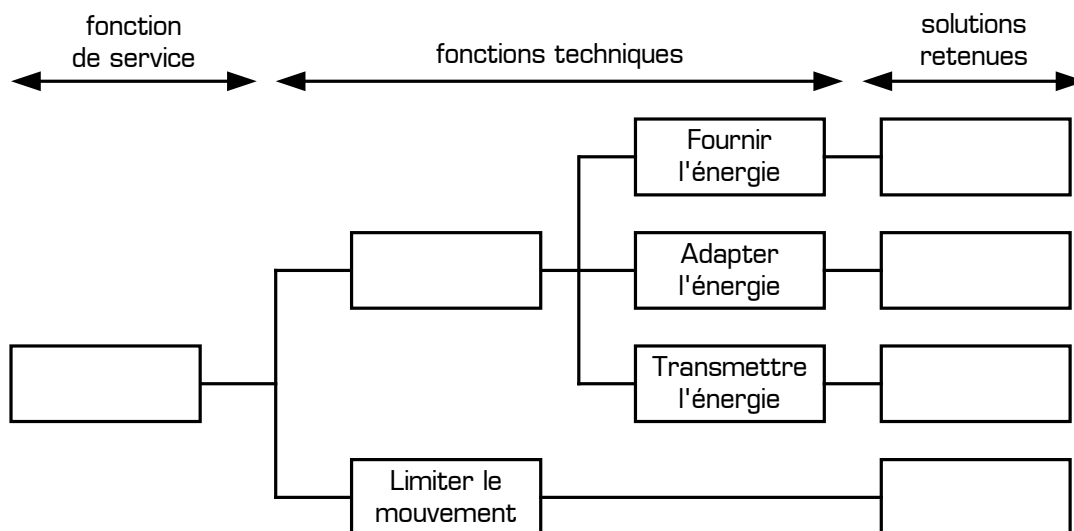 fonction
de service
fonctions techniques
solutions
retenues
Fournir
l'énergie
Adapter
l'énergie
Transmettre
l'énergie
Limiter le
mouvement